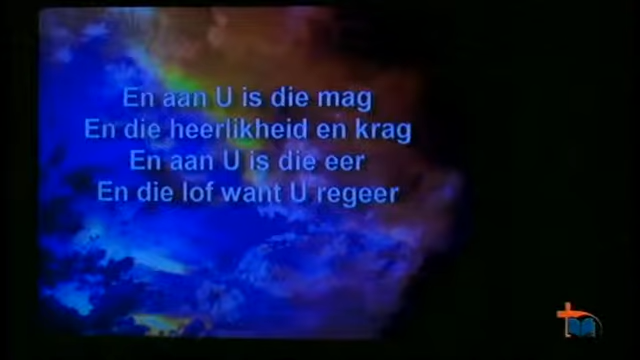 En aan U is die mag
En die heerlikheid en krag
En aan U is die eer
En die lof want U regeer